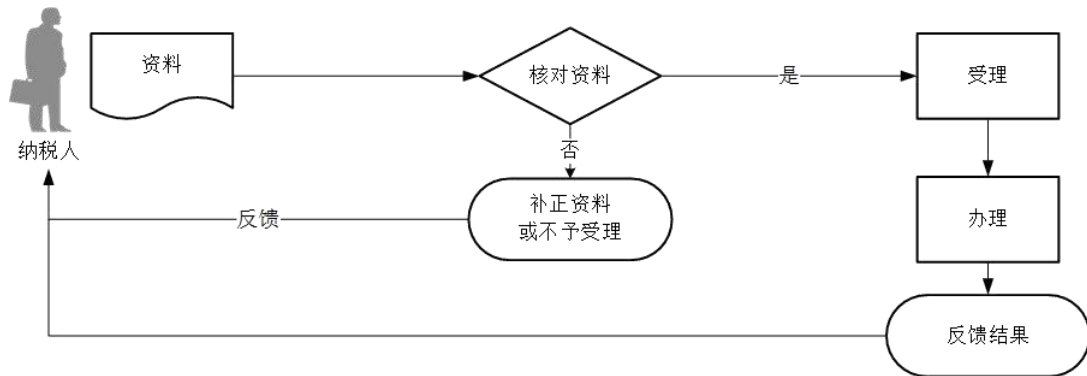 资料
核对资料
是
受理
纳税人
否
补正资料
或不予受理
反馈
办理
反馈结果